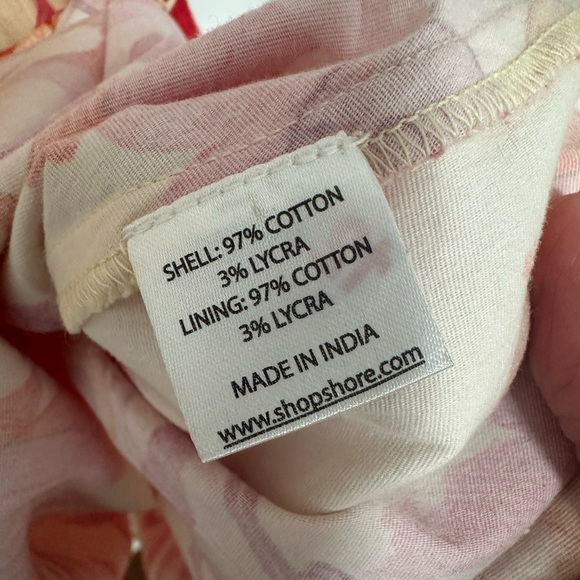 SHELL: 97% COTTON
3% LYCRA
LINING: 97% COTTON
3% LYCRA
MADE IN INDIA
www.shopshore.com